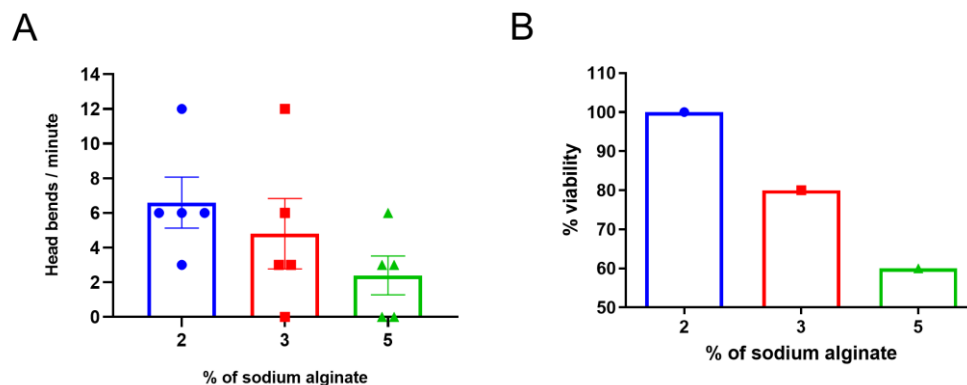 A
Head bends / minute
14
12
10
8
6
4
2
0
2 3 5
% of sodium alginate
B
% viability
110
100
90
80
70
60
50
2 3 5
% of sodium alginate